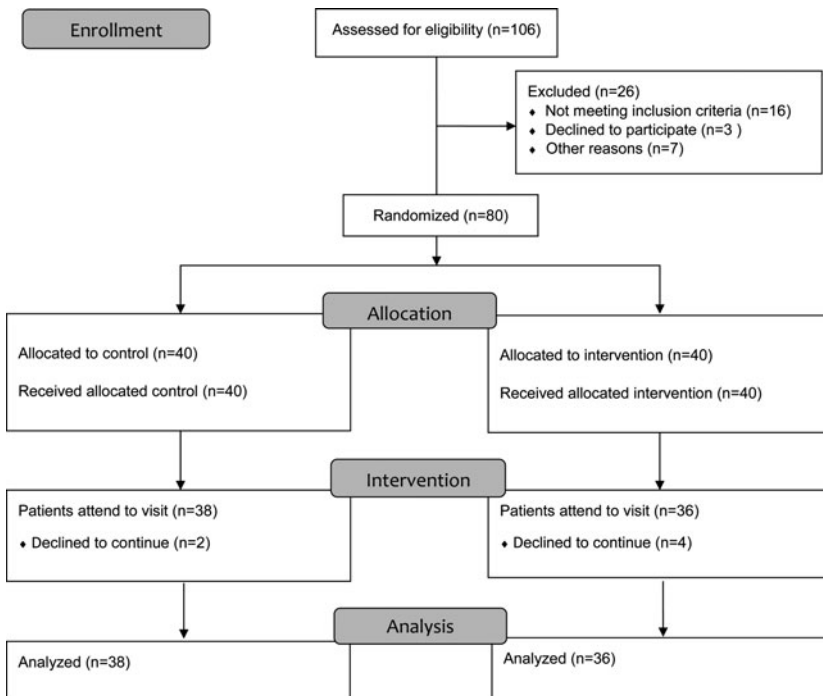 Enrollment
Assessed for eligibility (n=106)
Excluded (n=26)
♦ Not meeting inclusion criteria (n=16)
♦ Declined to participate (n=3 )
♦ Other reasons (n=7)
Randomized (n=80)
Allocation
Allocated to control (n=40)
Received allocated control (n=40)
Allocated to intervention (n=40)
Received allocated intervention (n=40)
Intervention
Patients attend to visit (n=38)
♦ Declined to continue (n=2)
Patients attend to visit (n=36)
♦ Declined to continue (n=4)
Analysis
Analyzed (n=38)
Analyzed (n=36)